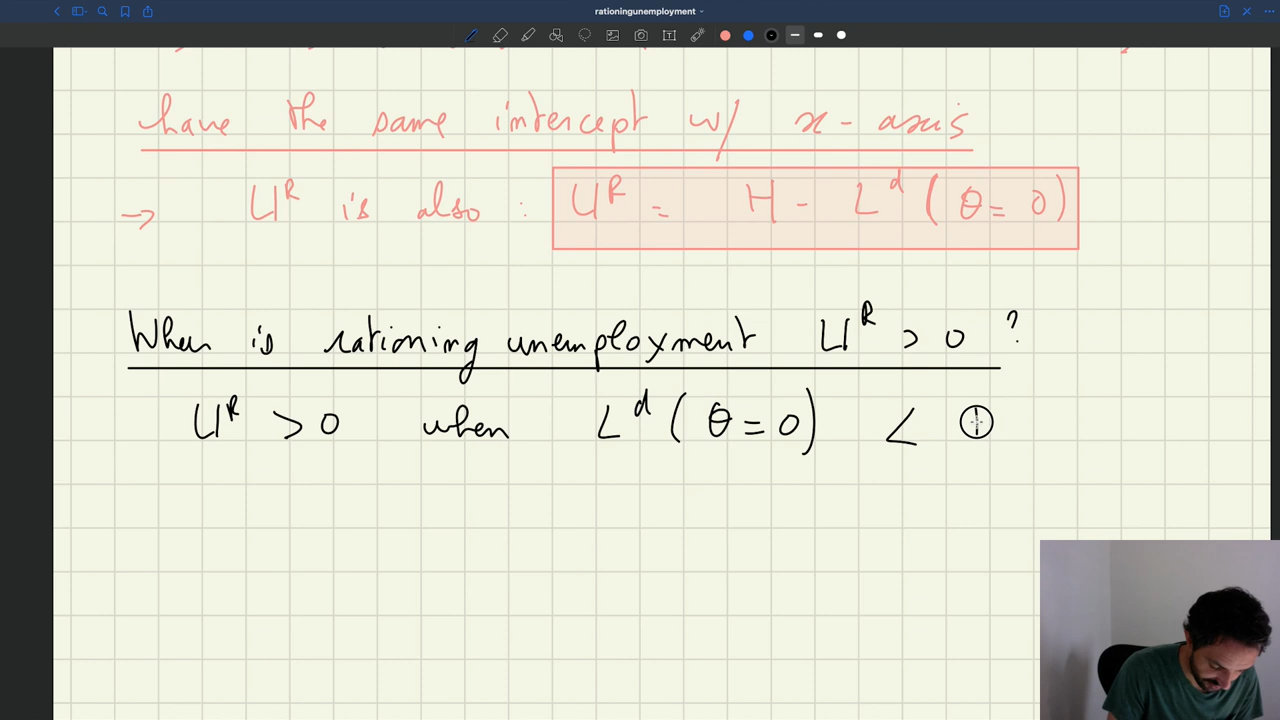 rationingunemployment
have the same intercept w/ x-axis
→ U^R is also : U^R = H - L^d (θ = 0)
When is rationing unemployment U^R > 0 ?
U^R > 0 when L^d (θ = 0) <